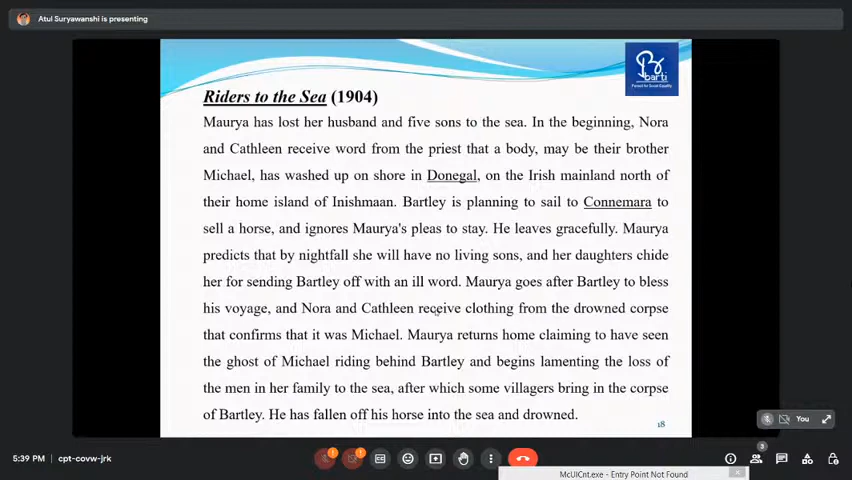 Atul Suryawanshi is presenting
barti
Riders to the Sea (1904)
Maurya has lost her husband and five sons to the sea. In the beginning, Nora
and Cathleen receive word from the priest that a body, may be their brother
Michael, has washed up on shore in Donegal, on the Irish mainland north of
their home island of Inishmaan. Bartley is planning to sail to Connemara to
sell a horse, and ignores Maurya's pleas to stay. He leaves gracefully. Maurya
predicts that by nightfall she will have no living sons, and her daughters chide
her for sending Bartley off with an ill word. Maurya goes after Bartley to bless
his voyage, and Nora and Cathleen receive clothing from the drowned corpse
that confirms that it was Michael. Maurya returns home claiming to have seen
the ghost of Michael riding behind Bartley and begins lamenting the loss of
the men in her family to the sea, after which some villagers bring in the corpse
of Bartley. He has fallen off his horse into the sea and drowned.
18
You
5:39 PM
cpt-covw-jrk
3
McUICnt.exe - Entry Point Not Found